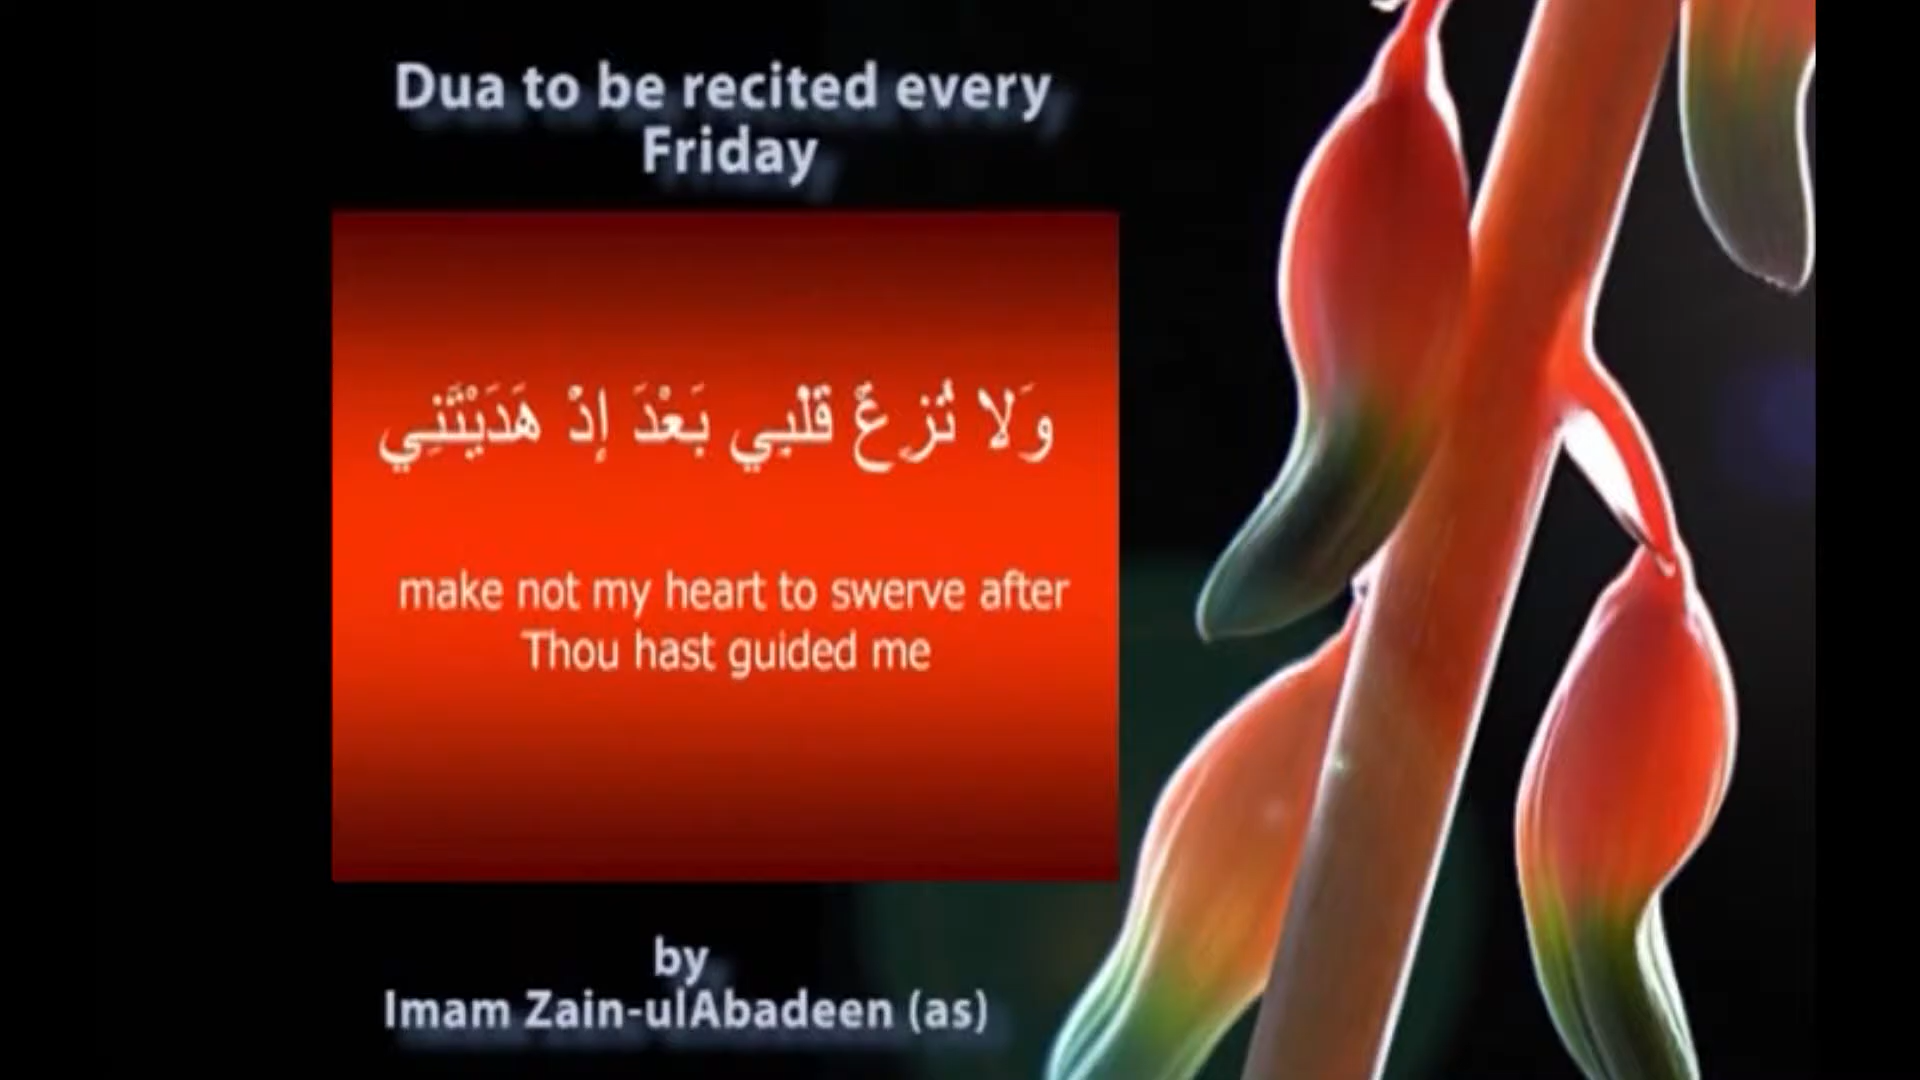 Dua to be recited every
Friday
وَلا تُزِغْ قَلْبِي بَعْدَ إِذْ هَدَيْتَنِي
make not my heart to swerve after
Thou hast guided me
by
Imam Zain-ulAbadeen (as)